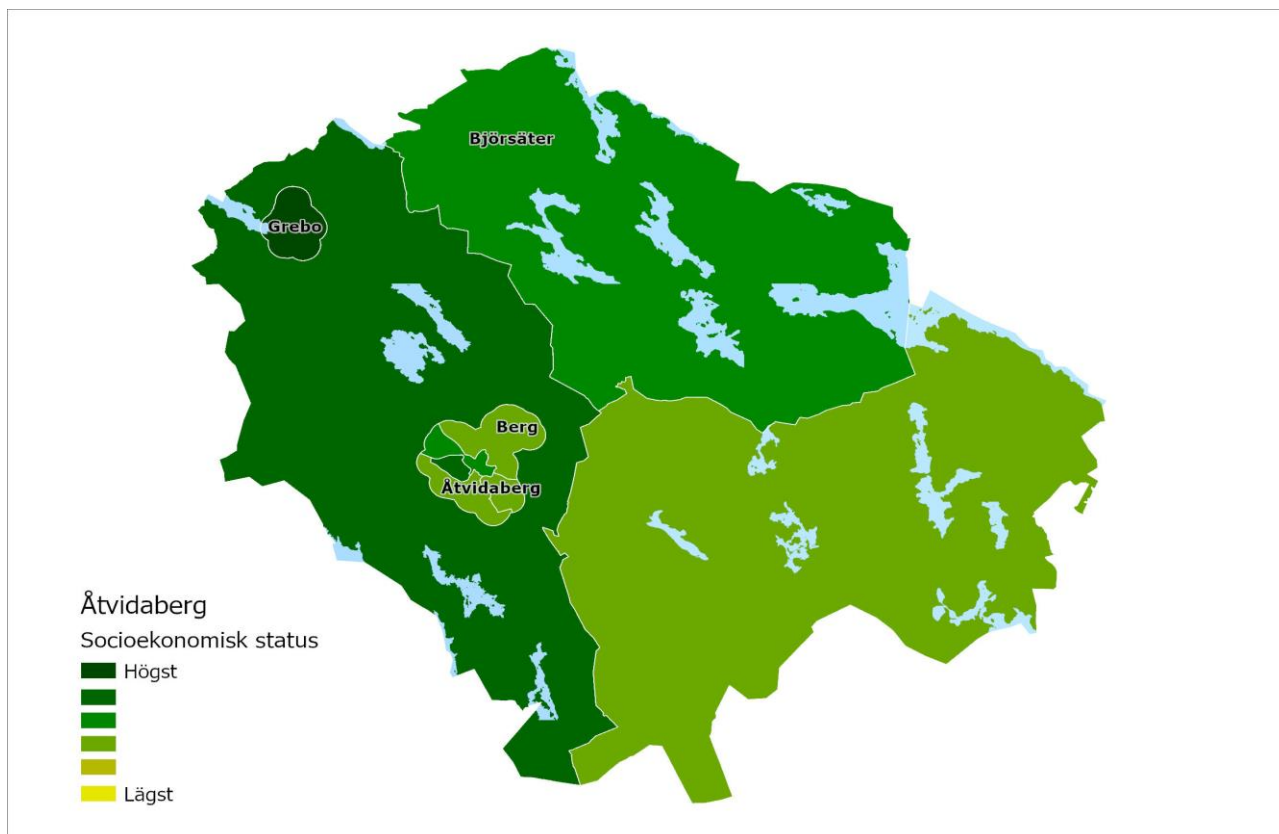 Björsäter
Grebo
Berg
Åtvidaberg
Åtvidaberg
Socioekonomisk status
Högst
Lägst